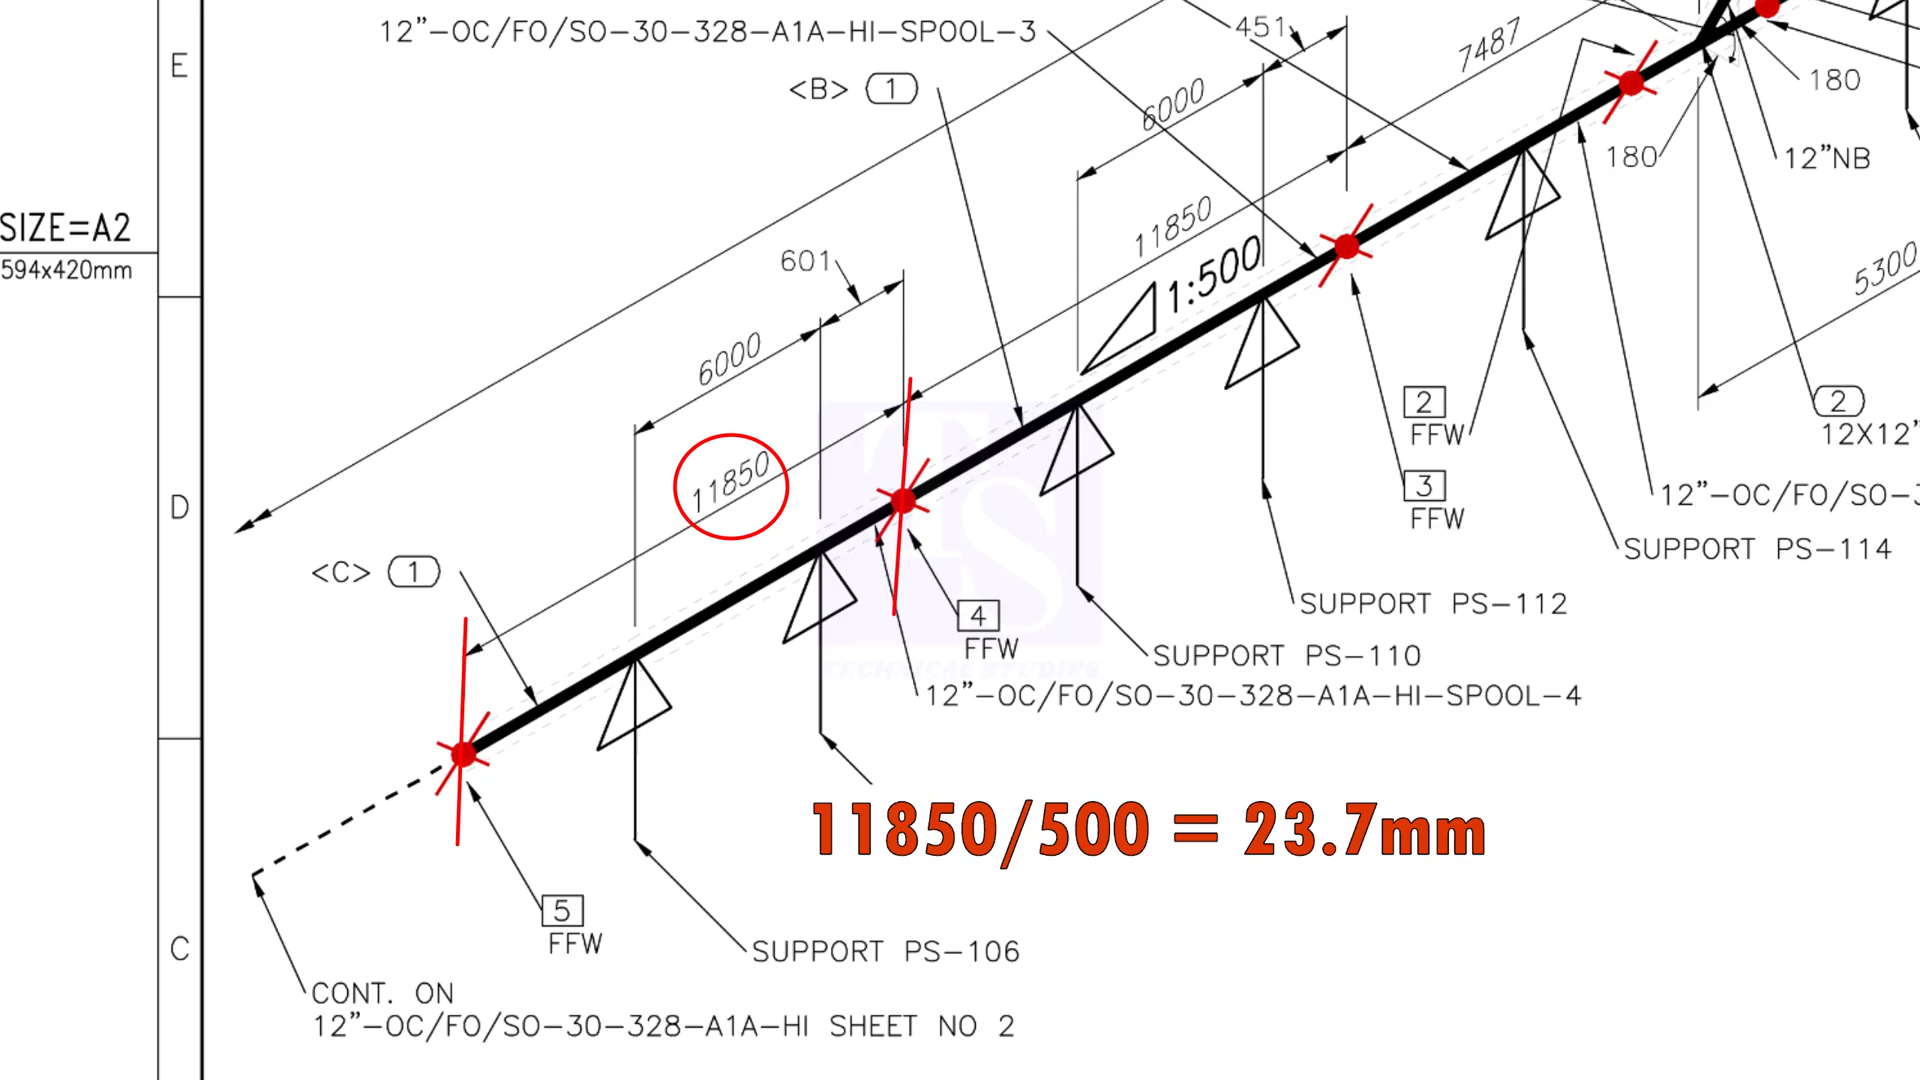 12”-OC/FO/SO-30-328-A1A-HI-SPOOL-3
451
7487
E
<B> 1
6000
180
180
12”NB
11850
SIZE=A2
594x420mm
601
1:500
5300
6000
2
FFW
2
12X12”
11850
3
FFW
12”-OC/FO/SO-
D
SUPPORT PS-114
<C> 1
4
FFW
SUPPORT PS-112
SUPPORT PS-110
TS
TECHNICAL STUDIES
12”-OC/FO/SO-30-328-A1A-HI-SPOOL-4
11850/500 = 23.7mm
5
FFW
C
SUPPORT PS-106
CONT. ON
12”-OC/FO/SO-30-328-A1A-HI SHEET NO 2